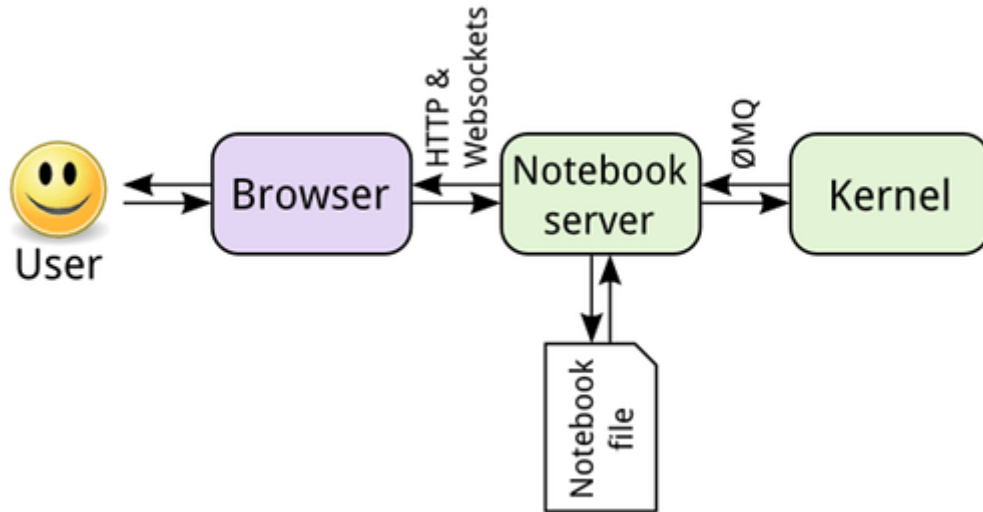 User
Browser
HTTP &
Websockets
Notebook
server
ØMQ
Kernel
Notebook
file